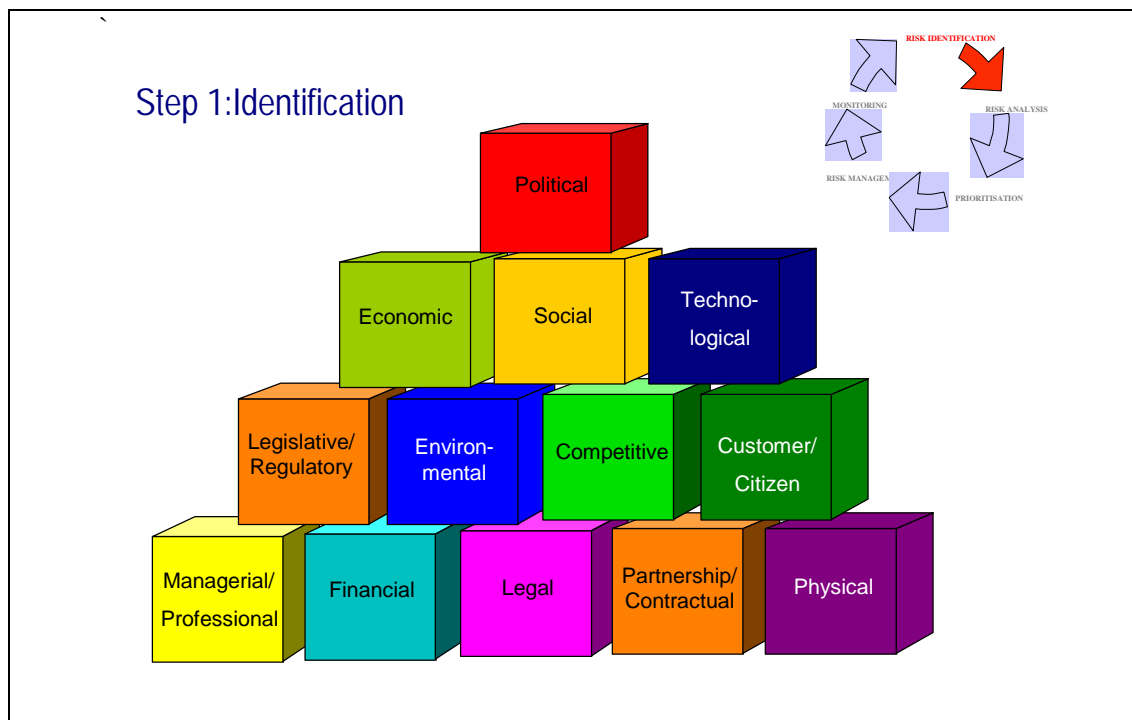 `
RISK IDENTIFICATION
Step 1:Identification
MONITORING
RISK ANALYSIS
RISK MANAGEM
PRIORITISATION
Political
Economic
Social
Techno-
logical
Legislative/
Regulatory
Environ-
mental
Competitive
Customer/
Citizen
Managerial/
Professional
Financial
Legal
Partnership/
Contractual
Physical